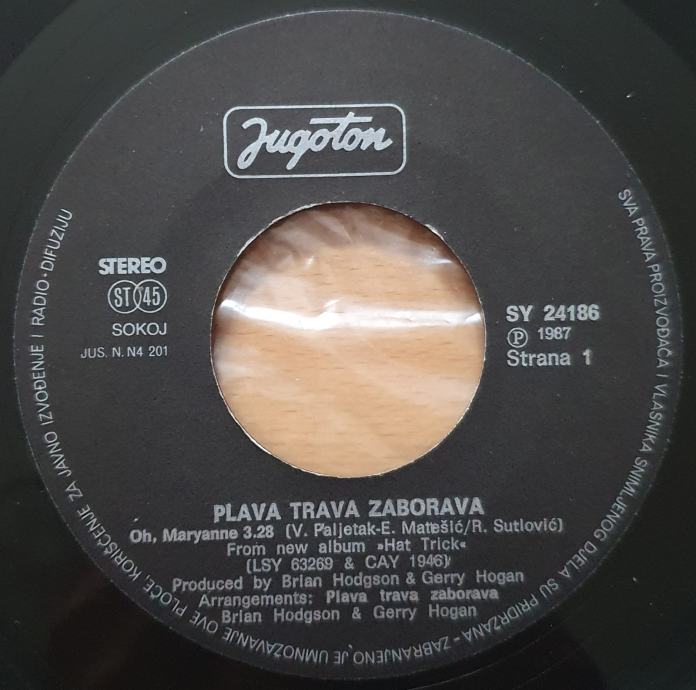 Jugoton
STEREO
ST 45
SOKOJ
JUS. N. N4 201
SY 24186
Ⓟ 1987
Strana 1
PLAVA TRAVA ZABORAVA
Oh, Maryanne 3.28 (V. Paljetak-E. Matešić/R. Sutlović)
From new album »Hat Trick«
(LSY 63269 & CAY 1946)
Produced by Brian Hodgson & Gerry Hogan
Arrangements: Plava trava zaborava
Brian Hodgson & Gerry Hogan
SVA PRAVA PROIZVOĐAČA I VLASNIKA SNIMLJENOG DJELA SU PRIDRŽANA - ZABRANJENO JE UMNOŽAVANJE OVE PLOČE, KORIŠĆENJE ZA JAVNO IZVOĐENJE I RADIO-DIFUZIJU